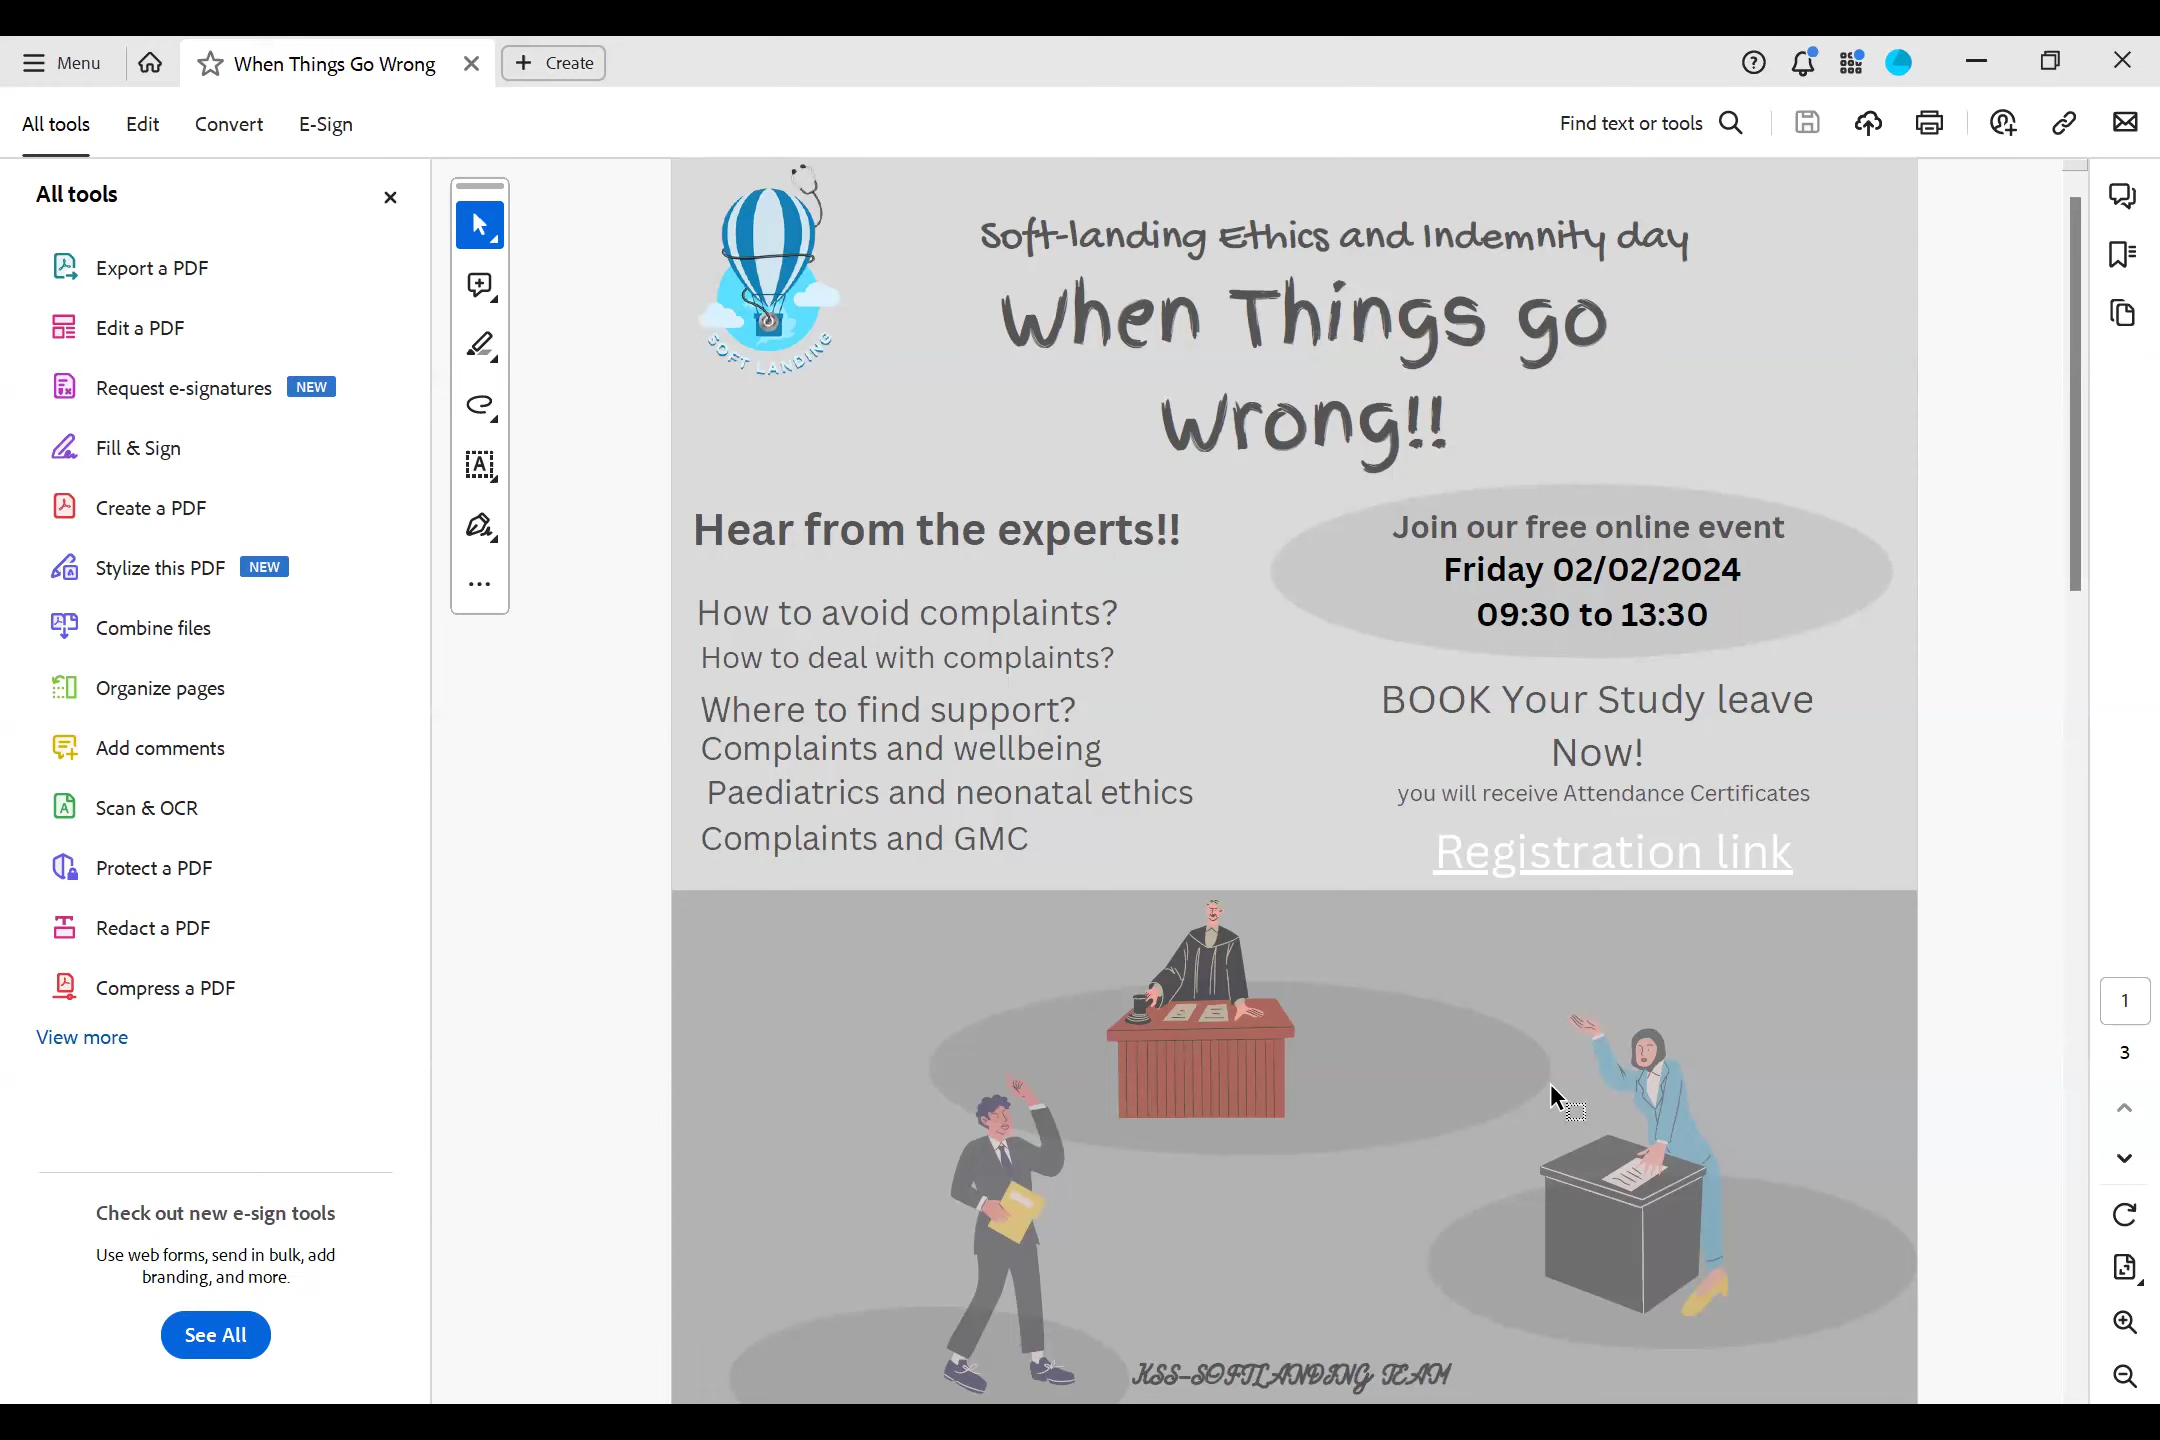 Menu
When Things Go Wrong
Create
All tools
Edit
Convert
E-Sign
Find text or tools
All tools
Export a PDF
Edit a PDF
Request e-signatures NEW
Fill & Sign
Create a PDF
Stylize this PDF NEW
Combine files
Organize pages
Add comments
Scan & OCR
Protect a PDF
Redact a PDF
Compress a PDF
View more
Check out new e-sign tools
Use web forms, send in bulk, add
branding, and more.
See All
SOFT LANDING
Soft-landing Ethics and Indemnity day
When Things go
Wrong!!
Hear from the experts!!
How to avoid complaints?
How to deal with complaints?
Where to find support?
Complaints and wellbeing
Paediatrics and neonatal ethics
Complaints and GMC
Join our free online event
Friday 02/02/2024
09:30 to 13:30
BOOK Your Study leave
Now!
you will receive Attendance Certificates
Registration link
KSS-SOFTLANDING TEAM
1
3